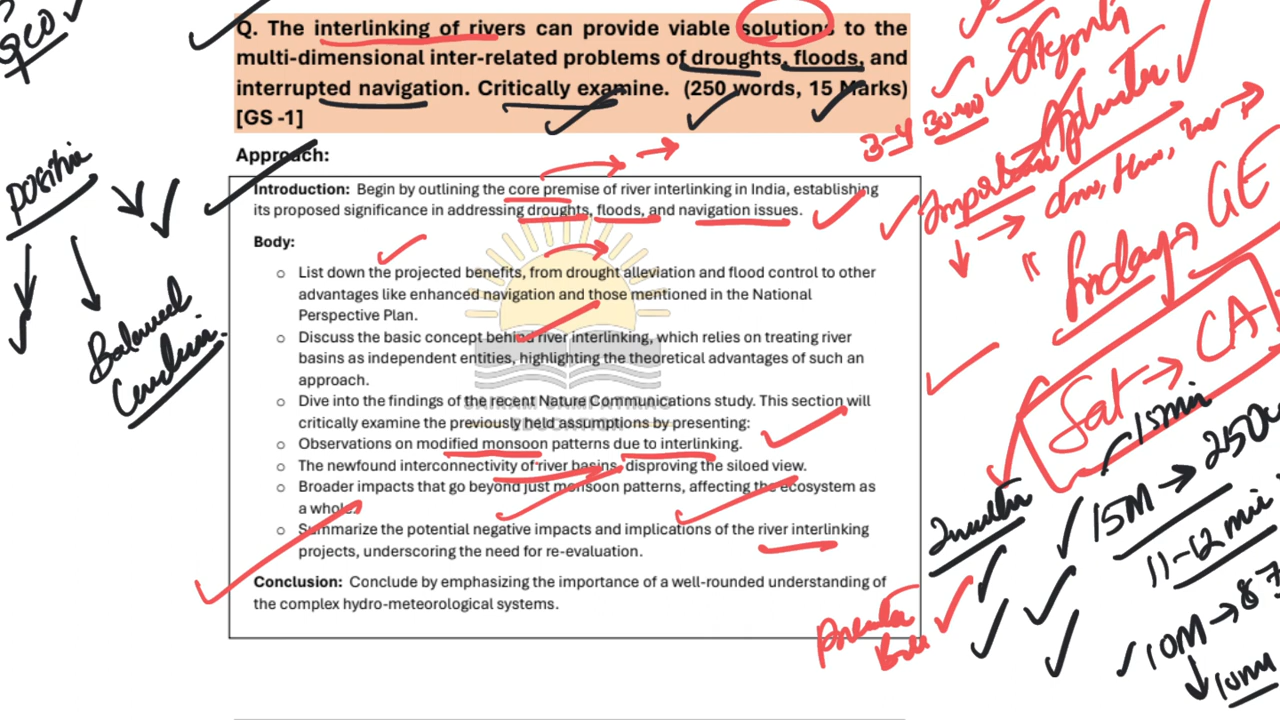 Q. The interlinking of rivers can provide viable solutions to the
multi-dimensional inter-related problems of droughts, floods, and
interrupted navigation. Critically examine. (250 words, 15 Marks)
[GS -1]
Approach:
Introduction: Begin by outlining the core premise of river interlinking in India, establishing
its proposed significance in addressing droughts, floods, and navigation issues.
Body:
○ List down the projected benefits, from drought alleviation and flood control to other
advantages like enhanced navigation and those mentioned in the National
Perspective Plan.
○ Discuss the basic concept behind river interlinking, which relies on treating river
basins as independent entities, highlighting the theoretical advantages of such an
approach.
○ Dive into the findings of the recent Nature Communications study. This section will
critically examine the previously held assumptions by presenting:
○ Observations on modified monsoon patterns due to interlinking.
○ The newfound interconnectivity of river basins, disproving the siloed view.
○ Broader impacts that go beyond just monsoon patterns, affecting the ecosystem as
a whole.
○ Summarize the potential negative impacts and implications of the river interlinking
projects, underscoring the need for re-evaluation.
Conclusion: Conclude by emphasizing the importance of a well-rounded understanding of
the complex hydro-meteorological systems.
positive
Balanced
3-4
GE
Sat → CA
15min
15M → 250
11-12 min
10M → 8